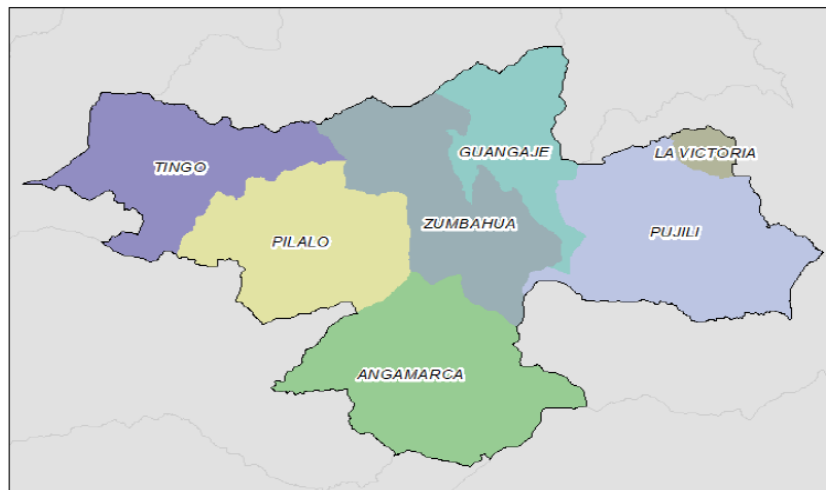 GUANGAJE
LA VICTORIA
TINGO
ZUMBAHUA
PUJILI
PILALO
ANGAMARCA